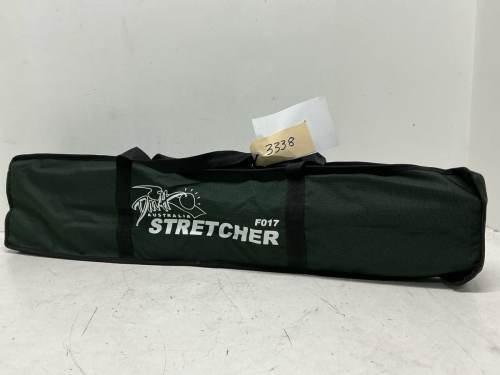 3338
AUSTRALIA
F017
STRETCHER